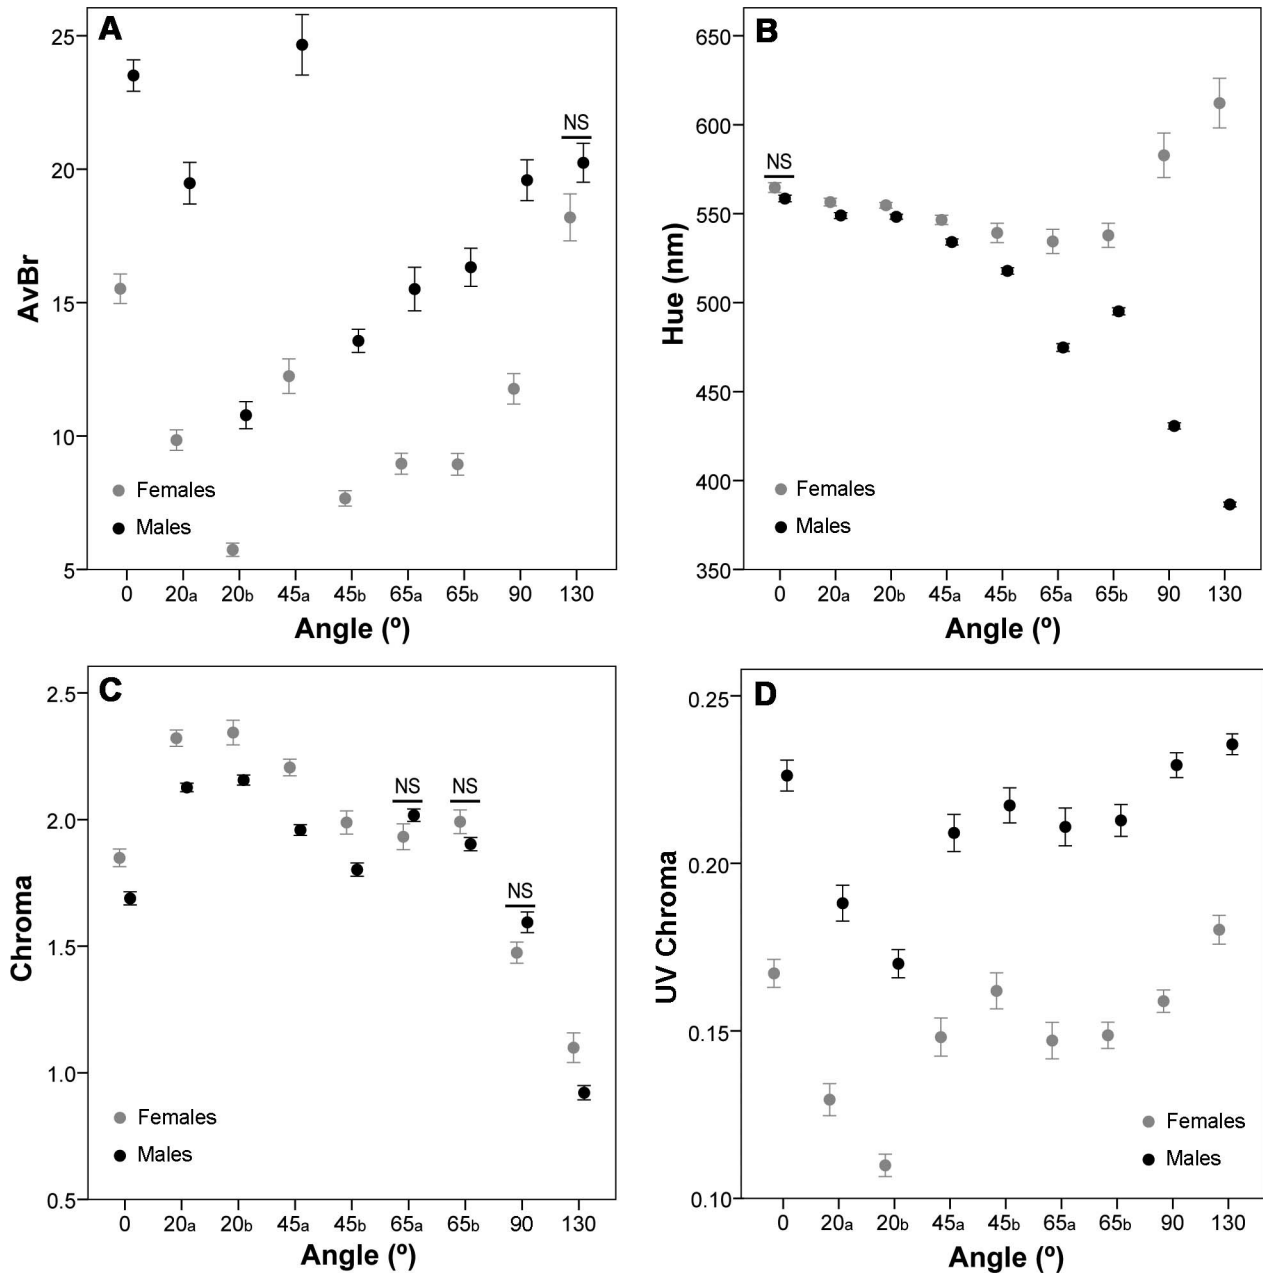 A
25
20
15
10
5
AvBr
NS
Females
Males
0 20a 20b 45a 45b 65a 65b 90 130
Angle (º)
B
650
600
550
500
450
400
350
Hue (nm)
NS
Females
Males
0 20a 20b 45a 45b 65a 65b 90 130
Angle (º)
C
2.5
2.0
1.5
1.0
0.5
Chroma
NS NS
NS
Females
Males
0 20a 20b 45a 45b 65a 65b 90 130
Angle (º)
D
0.25
0.20
0.15
0.10
UV Chroma
Females
Males
0 20a 20b 45a 45b 65a 65b 90 130
Angle (º)